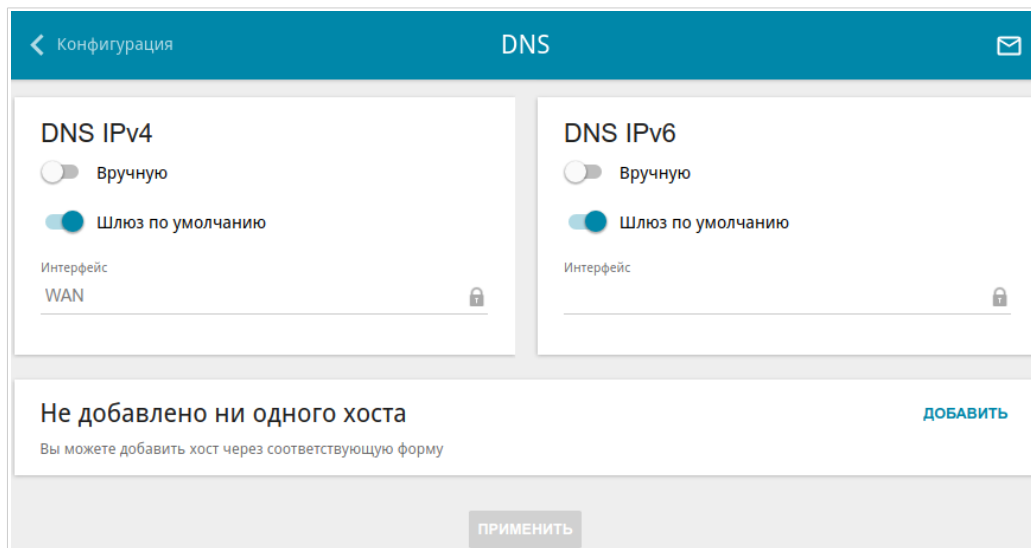 Конфигурация
DNS
DNS IPv4
Вручную
Шлюз по умолчанию
Интерфейс
WAN
DNS IPv6
Вручную
Шлюз по умолчанию
Интерфейс
Не добавлено ни одного хоста
ДОБАВИТЬ
Вы можете добавить хост через соответствующую форму
ПРИМЕНИТЬ